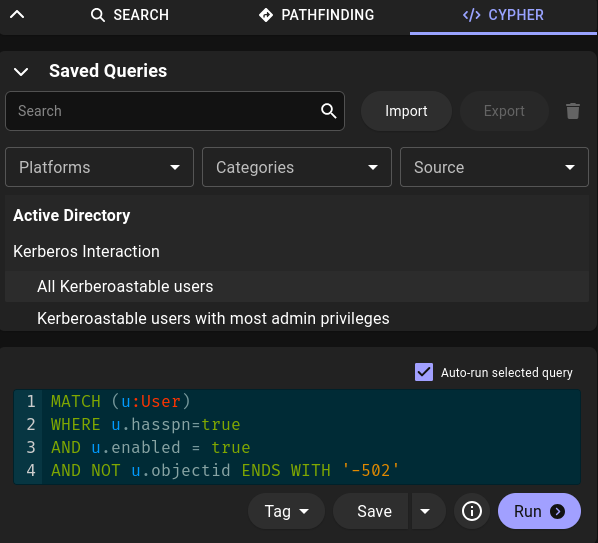 SEARCH PATHFINDING </> CYPHER
Saved Queries
Search Import Export
Platforms Categories Source
Active Directory
Kerberos Interaction
All Kerberoastable users
Kerberoastable users with most admin privileges
Auto-run selected query
1 MATCH (u:User)
2 WHERE u.hasspn=true
3 AND u.enabled = true
4 AND NOT u.objectid ENDS WITH '-502'
Tag Save Run